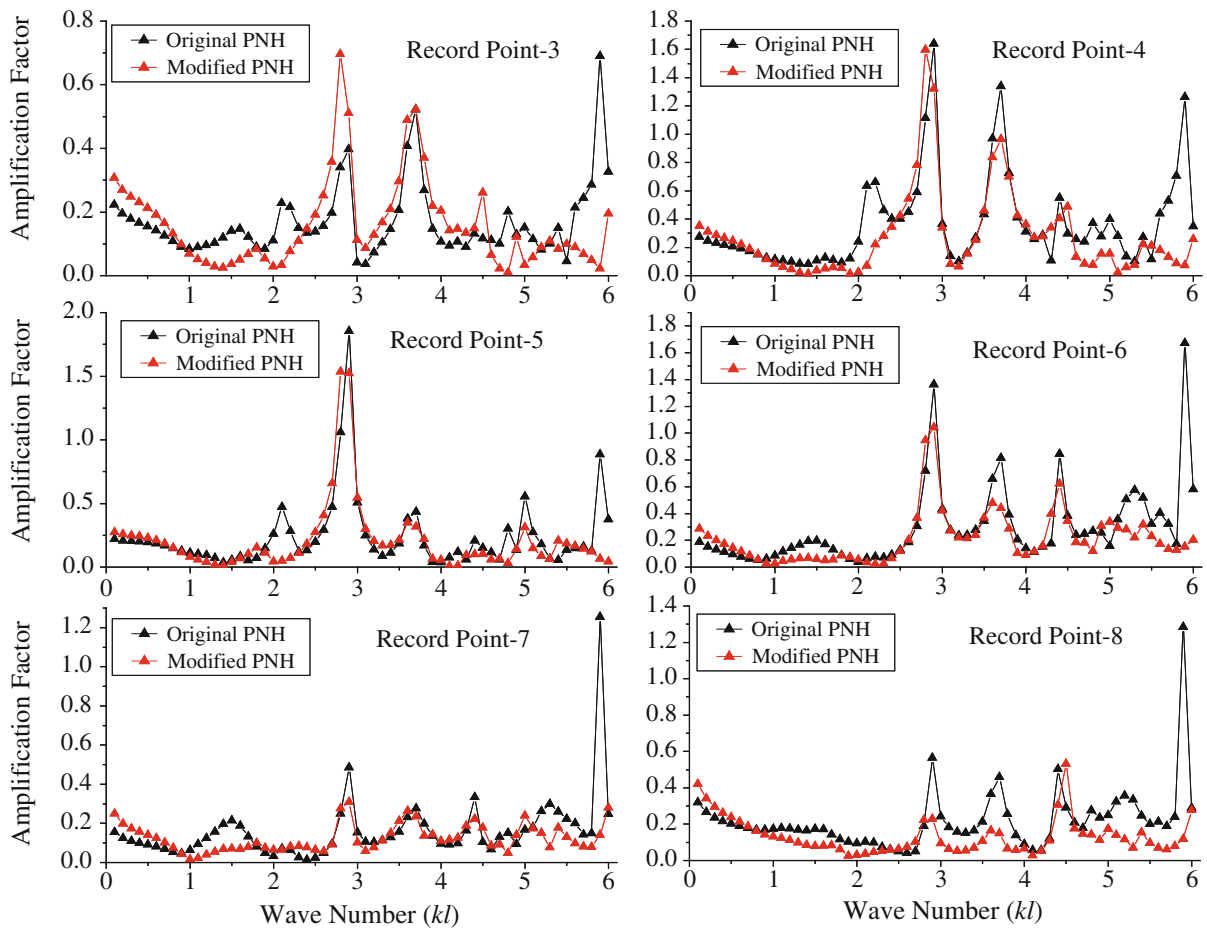 Amplification Factor
0.8
0.6
0.4
0.2
0.0
Original PNH
Modified PNH
Record Point-3
1 2 3 4 5 6
1.8
1.6
1.4
1.2
1.0
0.8
0.6
0.4
0.2
0.0
Original PNH
Modified PNH
Record Point-4
0 1 2 3 4 5 6
Amplification Factor
2.0
1.5
1.0
0.5
0.0
Original PNH
Modified PNH
Record Point-5
0 1 2 3 4 5 6
1.8
1.6
1.4
1.2
1.0
0.8
0.6
0.4
0.2
0.0
Original PNH
Modified PNH
Record Point-6
0 1 2 3 4 5 6
Amplification Factor
1.2
1.0
0.8
0.6
0.4
0.2
0.0
Original PNH
Modified PNH
Record Point-7
0 1 2 3 4 5 6
Wave Number (kl)
1.4
1.2
1.0
0.8
0.6
0.4
0.2
0.0
Original PNH
Modified PNH
Record Point-8
0 1 2 3 4 5 6
Wave Number (kl)